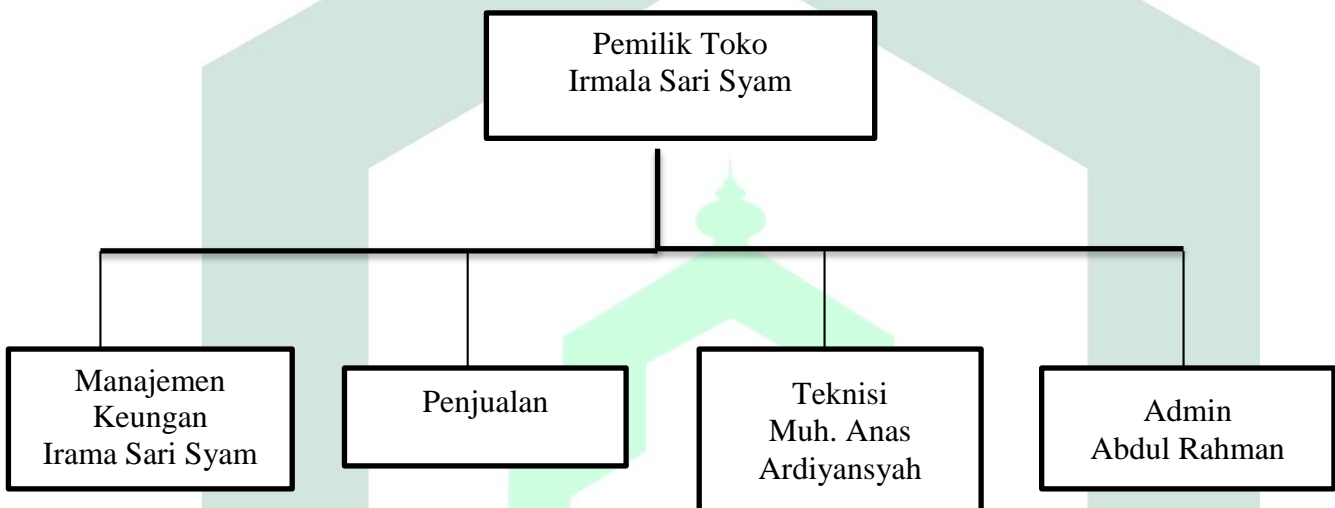 Pemilik Toko
Irmala Sari Syam
Manajemen
Keungan
Irama Sari Syam
Penjualan
Teknisi
Muh. Anas
Ardiyansyah
Admin
Abdul Rahman